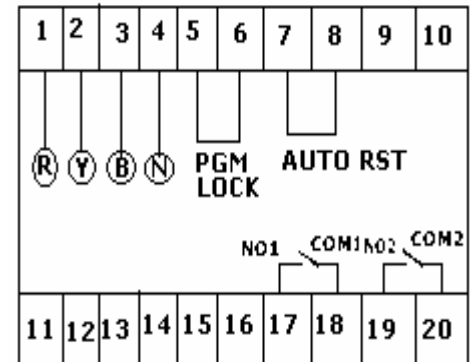 1 2 3 4 5 6 7 8 9 10
R Y B N PGM LOCK AUTO RST
NO1 COM1 NO2 COM2
11 12 13 14 15 16 17 18 19 20